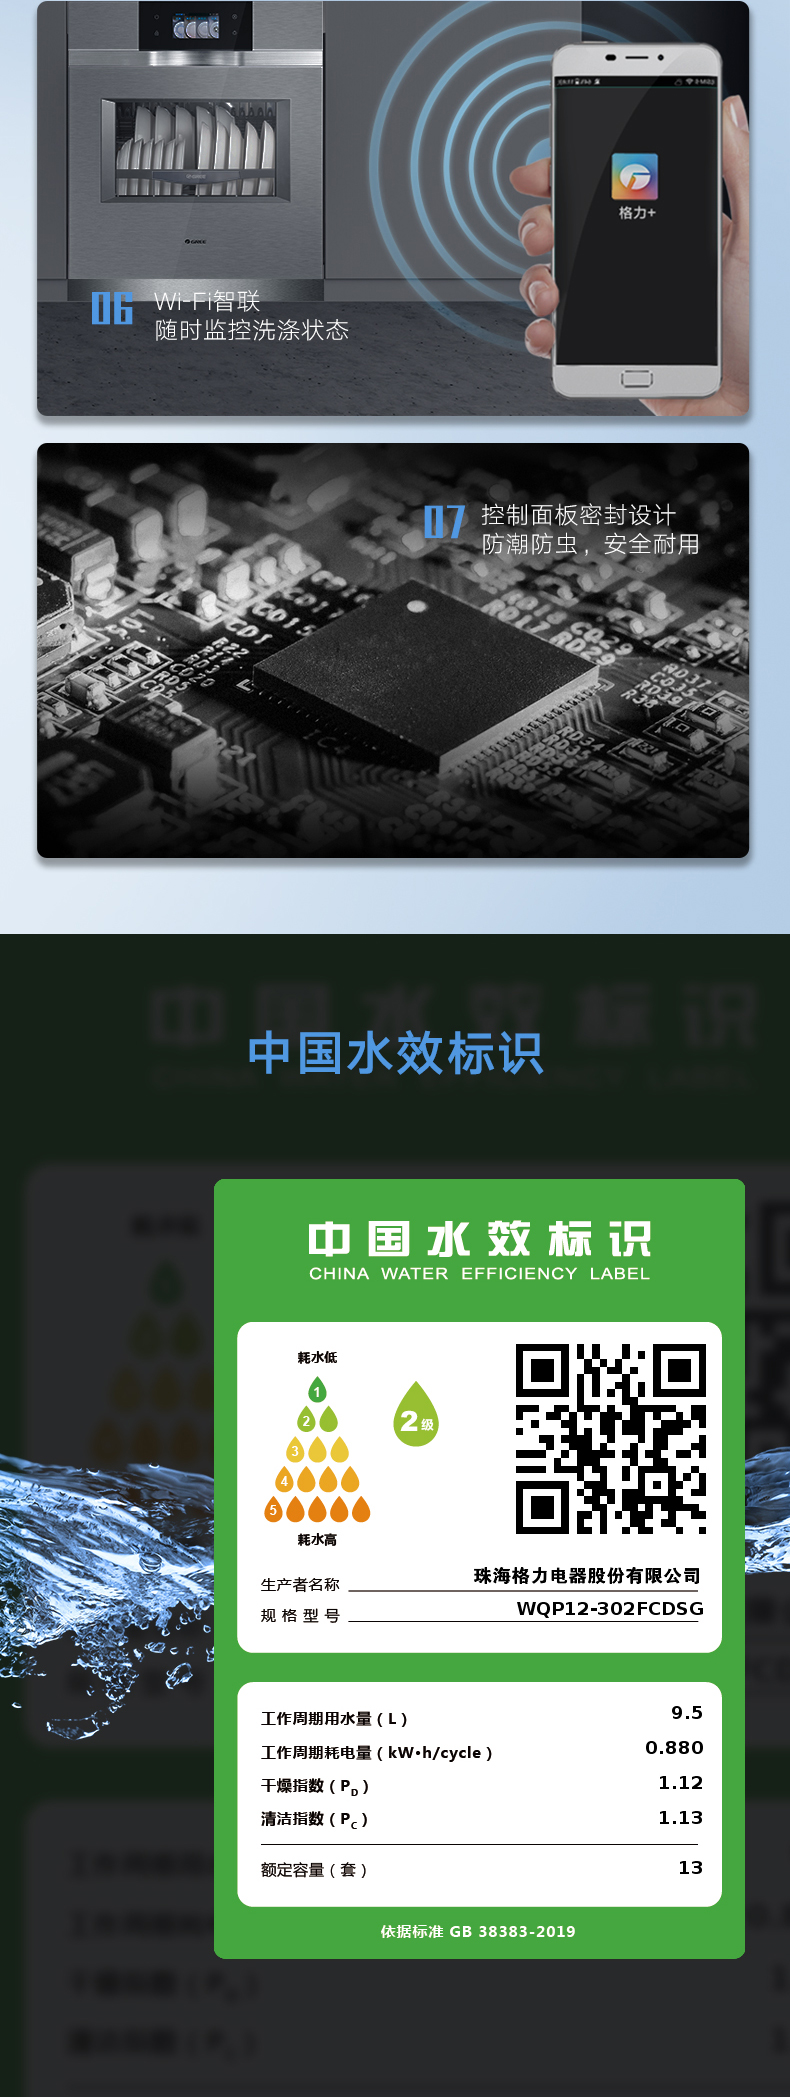 格力+
GREE
06
Wi-Fi智联
随时监控洗涤状态
07
控制面板密封设计
防潮防虫，安全耐用
中国水效标识
中国水效标识
CHINA WATER EFFICIENCY LABEL
耗水低
1
2
3
4
5
耗水高
2级
生产者名称 珠海格力电器股份有限公司
规格型号 WQP12-302FCDSG
工作周期用水量（L） 9.5
工作周期耗电量（kW·h/cycle） 0.880
干燥指数（PD） 1.12
清洁指数（PC） 1.13
额定容量（套） 13
依据标准 GB 38383-2019